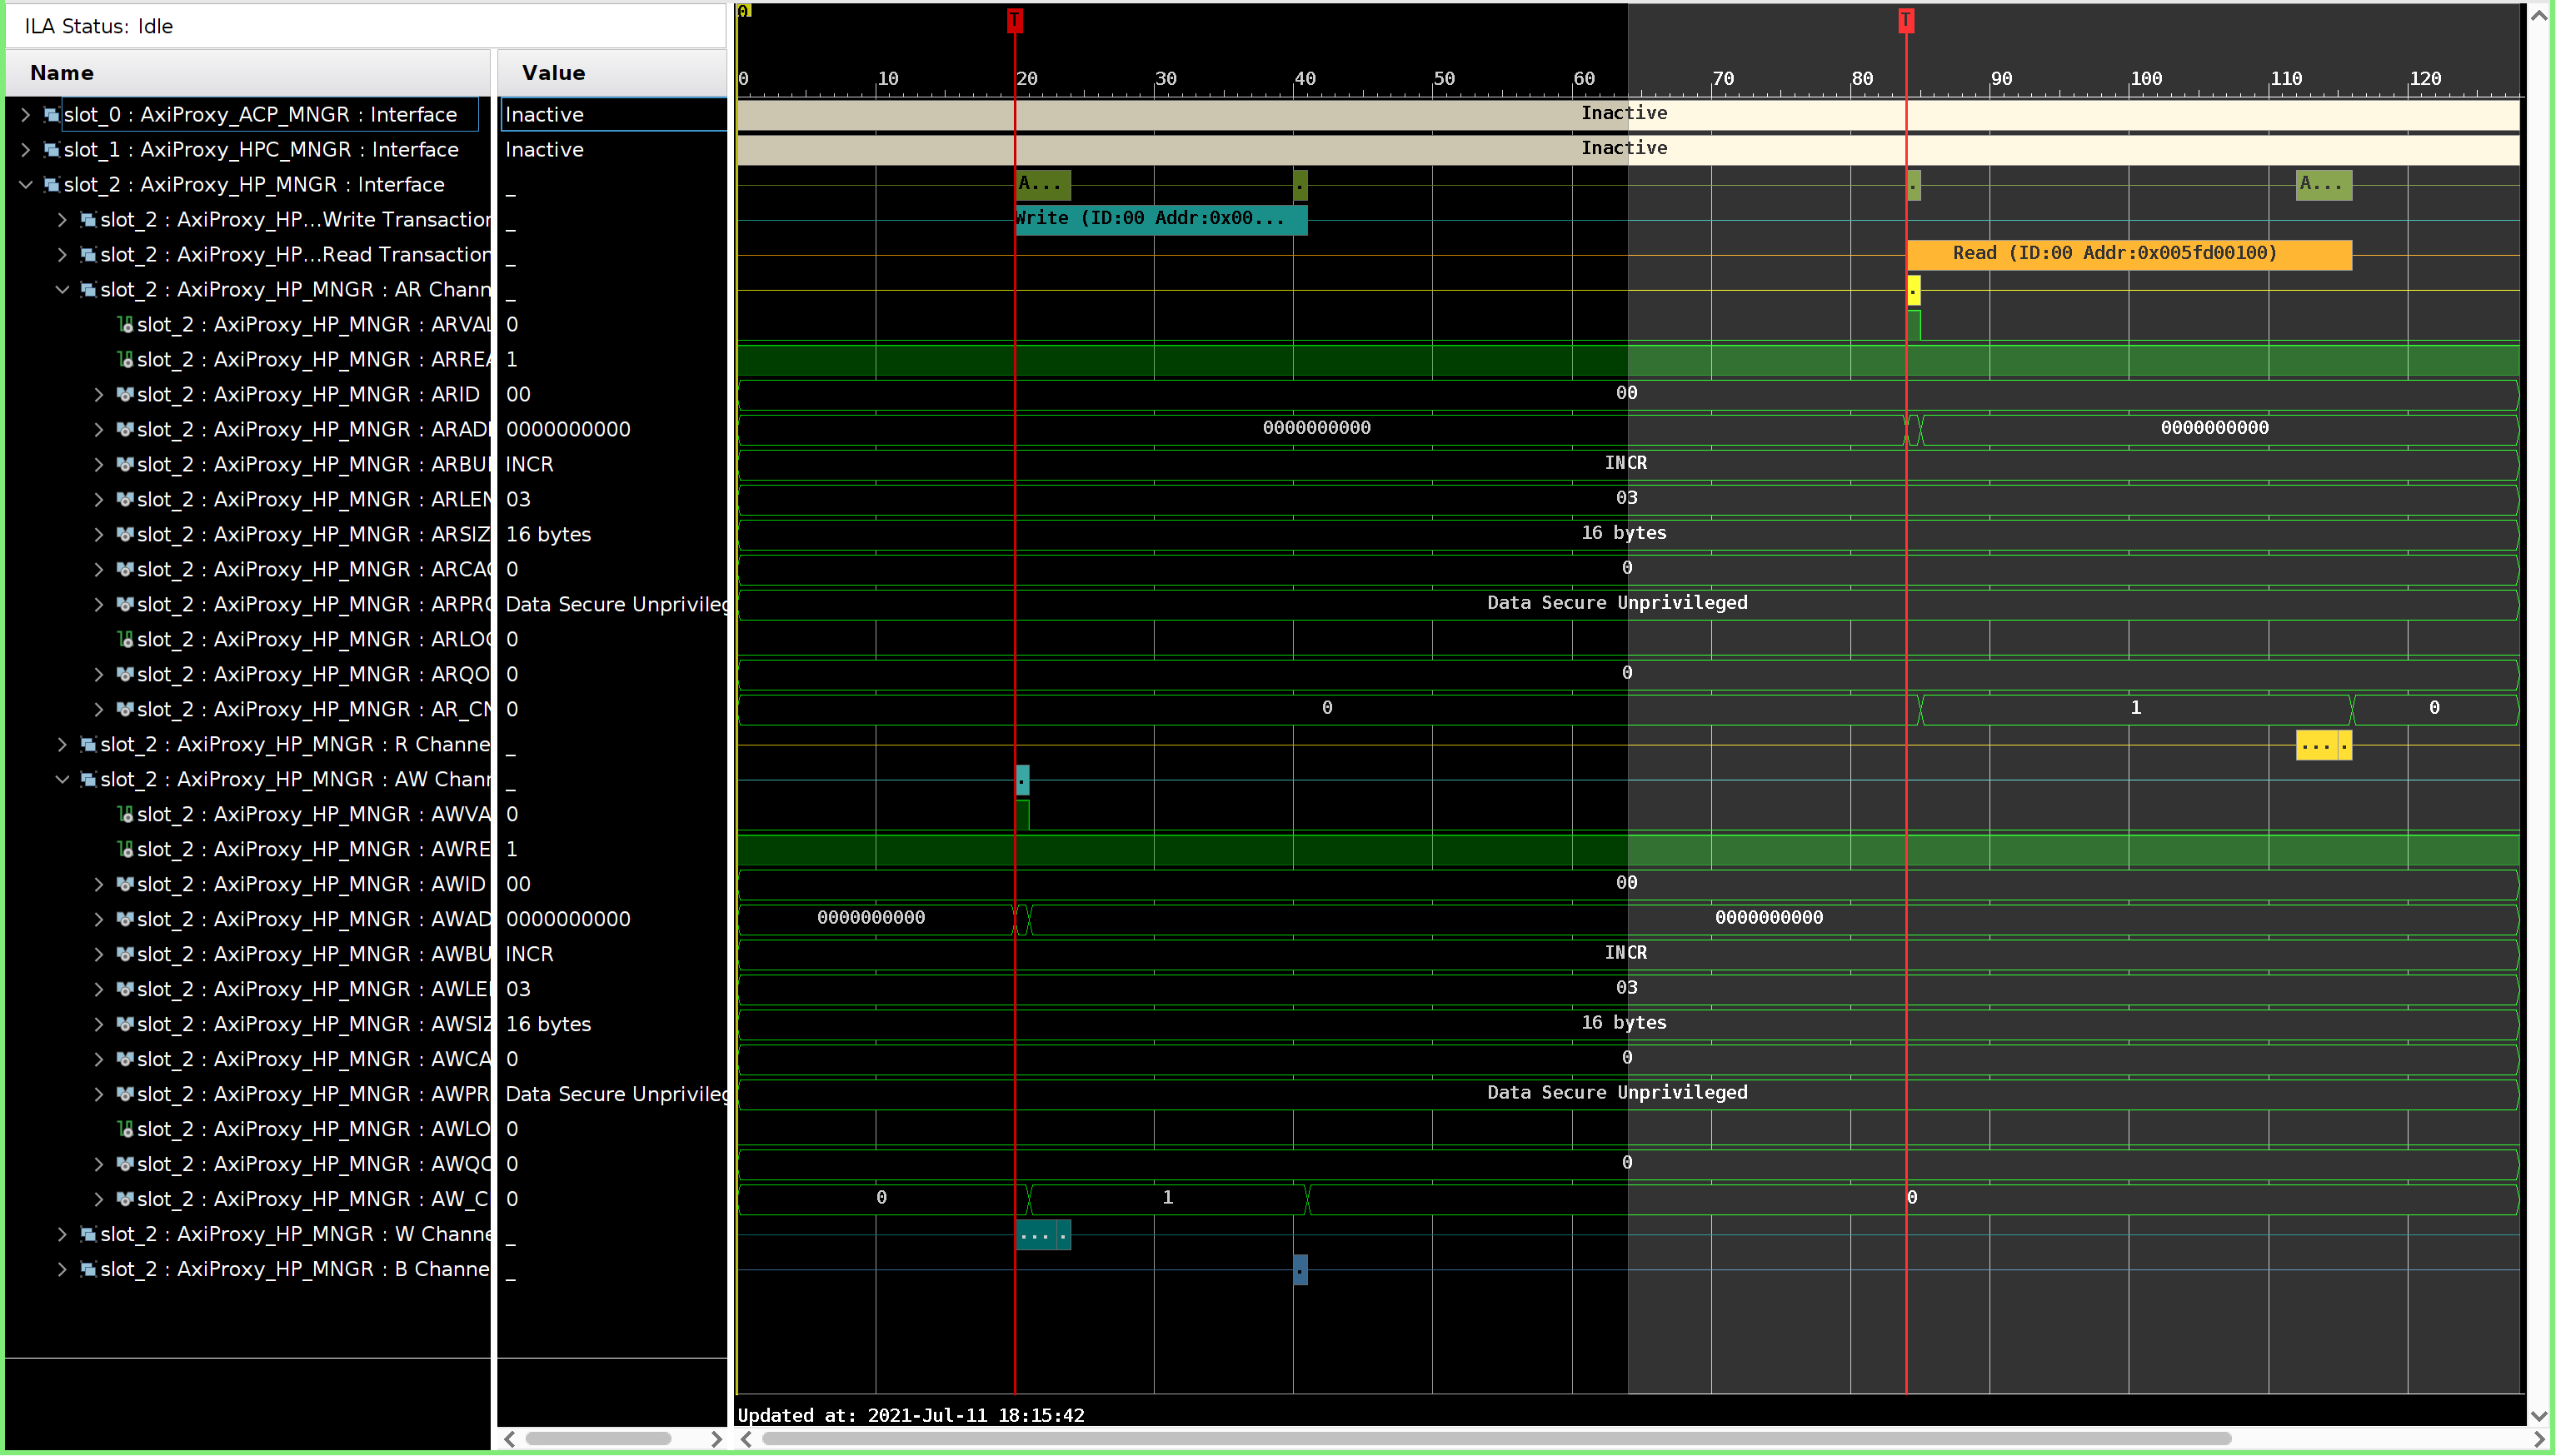 ILA Status: Idle
Name Value
0
T T
0 10 20 30 40 50 60 70 80 90 100 110 120
slot_0 : AxiProxy_ACP_MNGR : Interface Inactive Inactive
slot_1 : AxiProxy_HPC_MNGR : Interface Inactive Inactive
slot_2 : AxiProxy_HP_MNGR : Interface _ A... . . A...
slot_2 : AxiProxy_HP...Write Transaction _ Write (ID:00 Addr:0x00...
slot_2 : AxiProxy_HP...Read Transaction _ Read (ID:00 Addr:0x005fd00100)
slot_2 : AxiProxy_HP_MNGR : AR Chann _ .
slot_2 : AxiProxy_HP_MNGR : ARVAL 0
slot_2 : AxiProxy_HP_MNGR : ARREA 1
slot_2 : AxiProxy_HP_MNGR : ARID 00 00
slot_2 : AxiProxy_HP_MNGR : ARADD 0000000000 0000000000 0000000000
slot_2 : AxiProxy_HP_MNGR : ARBUR INCR INCR
slot_2 : AxiProxy_HP_MNGR : ARLEN 03 03
slot_2 : AxiProxy_HP_MNGR : ARSIZ 16 bytes 16 bytes
slot_2 : AxiProxy_HP_MNGR : ARCAC 0 0
slot_2 : AxiProxy_HP_MNGR : ARPRO Data Secure Unprivileg Data Secure Unprivileged
slot_2 : AxiProxy_HP_MNGR : ARLOC 0
slot_2 : AxiProxy_HP_MNGR : ARQO 0 0
slot_2 : AxiProxy_HP_MNGR : AR_CN 0 0 1 0
slot_2 : AxiProxy_HP_MNGR : R Channe _ ... .
slot_2 : AxiProxy_HP_MNGR : AW Chann _ .
slot_2 : AxiProxy_HP_MNGR : AWVA 0
slot_2 : AxiProxy_HP_MNGR : AWRE 1
slot_2 : AxiProxy_HP_MNGR : AWID 00 00
slot_2 : AxiProxy_HP_MNGR : AWAD 0000000000 0000000000 0000000000
slot_2 : AxiProxy_HP_MNGR : AWBU INCR INCR
slot_2 : AxiProxy_HP_MNGR : AWLE 03 03
slot_2 : AxiProxy_HP_MNGR : AWSIZ 16 bytes 16 bytes
slot_2 : AxiProxy_HP_MNGR : AWCA 0 0
slot_2 : AxiProxy_HP_MNGR : AWPR Data Secure Unprivileg Data Secure Unprivileged
slot_2 : AxiProxy_HP_MNGR : AWLO 0
slot_2 : AxiProxy_HP_MNGR : AWQO 0 0
slot_2 : AxiProxy_HP_MNGR : AW_C 0 0 1 0
slot_2 : AxiProxy_HP_MNGR : W Channe _ ... .
slot_2 : AxiProxy_HP_MNGR : B Channe _ .
Updated at: 2021-Jul-11 18:15:42